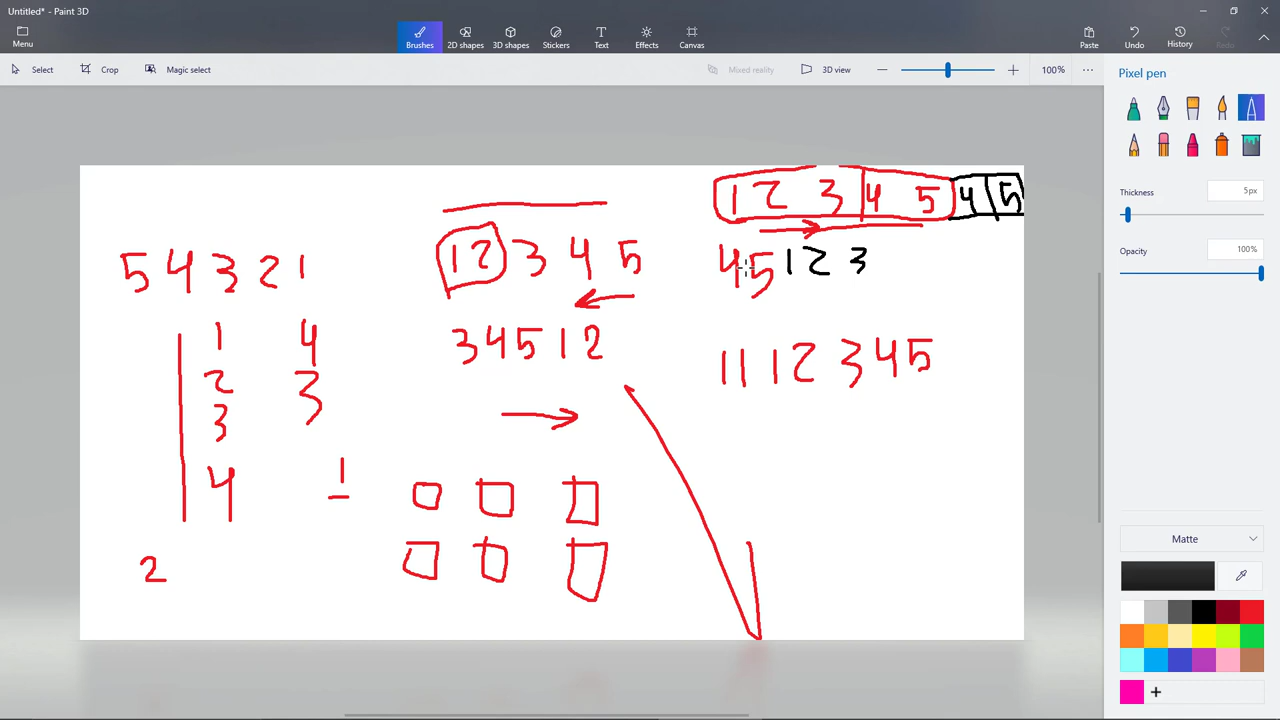 Untitled* - Paint 3D
Menu
Brushes
2D shapes
3D shapes
Stickers
Text
Effects
Canvas
Paste
Undo
History
Redo
Select
Crop
Magic select
Mixed reality
3D view
100%
Pixel pen
Thickness
5px
Opacity
100%
Matte
5 4 3 2 1
1 4
2 3
3
4 1
2
1 2 3 4 5
3 4 5 1 2
1 2 3 4 5 4 5
4 5 1 2 3
1 1 1 2 3 4 5